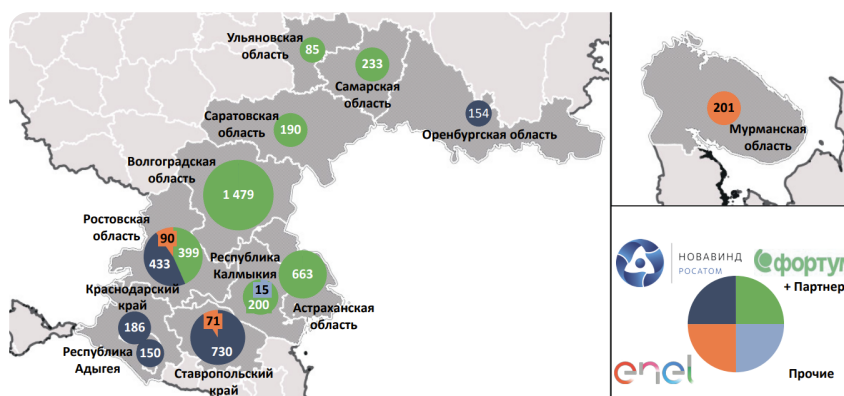 Ульяновская
область
85
233
Самарская
область
Саратовская
область
190
154
Оренбургская область
Волгоградская
область
1 479
Ростовская
область
90
399
433
Республика
Калмыкия
15
200
663
Астраханская
область
Краснодарский
край
186
71
730
Республика
Адыгея
150
Ставропольский
край
201
Мурманская
область
НОВАВИНД
РОСАТОМ
фортум
+ Партнер
enel
Прочие